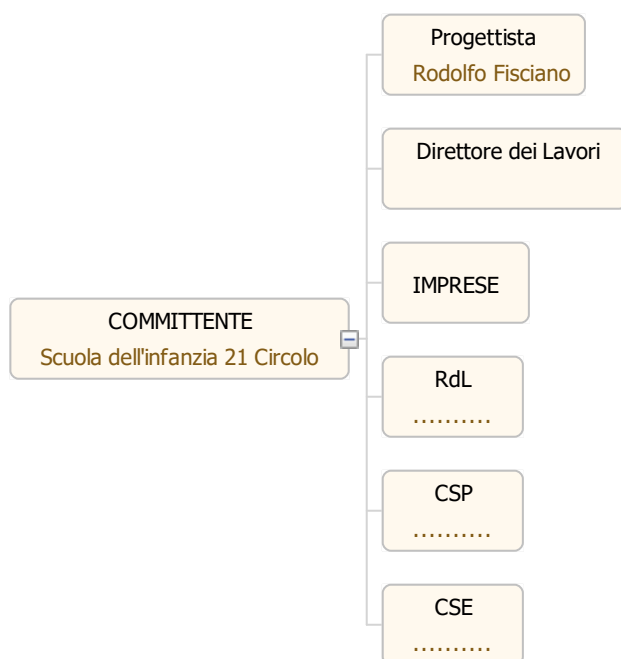 Progettista
Rodolfo Fisciano
Direttore dei Lavori
IMPRESE
COMMITTENTE
Scuola dell'infanzia 21 Circolo
RdL
..........
CSP
..........
CSE
..........